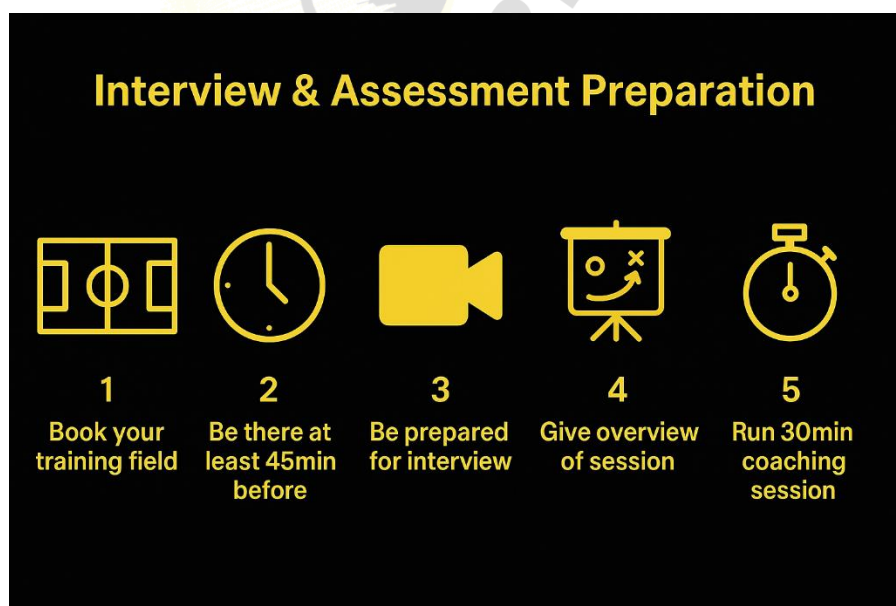 Interview & Assessment Preparation
1
Book your
training field
2
Be there at
least 45min
before
3
Be prepared
for interview
4
Give overview
of session
5
Run 30min
coaching
session